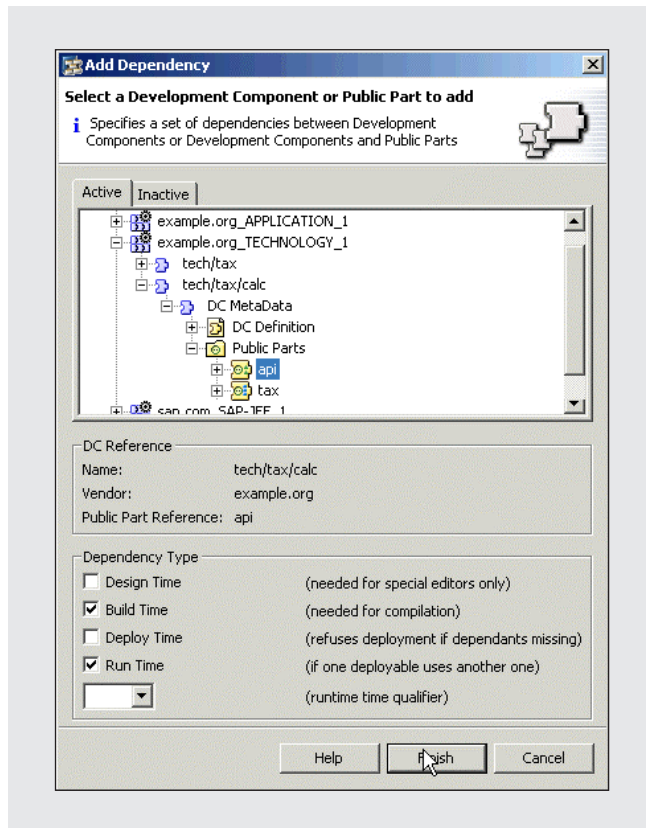 Add Dependency
Select a Development Component or Public Part to add
Specifies a set of dependencies between Development
Components or Development Components and Public Parts
Active Inactive
example.org_APPLICATION_1
example.org_TECHNOLOGY_1
tech/tax
tech/tax/calc
DC MetaData
DC Definition
Public Parts
api
tax
sap.com_SAP-JEE_1
DC Reference
Name: tech/tax/calc
Vendor: example.org
Public Part Reference: api
Dependency Type
Design Time (needed for special editors only)
Build Time (needed for compilation)
Deploy Time (refuses deployment if dependants missing)
Run Time (if one deployable uses another one)
(runtime time qualifier)
Help Finish Cancel